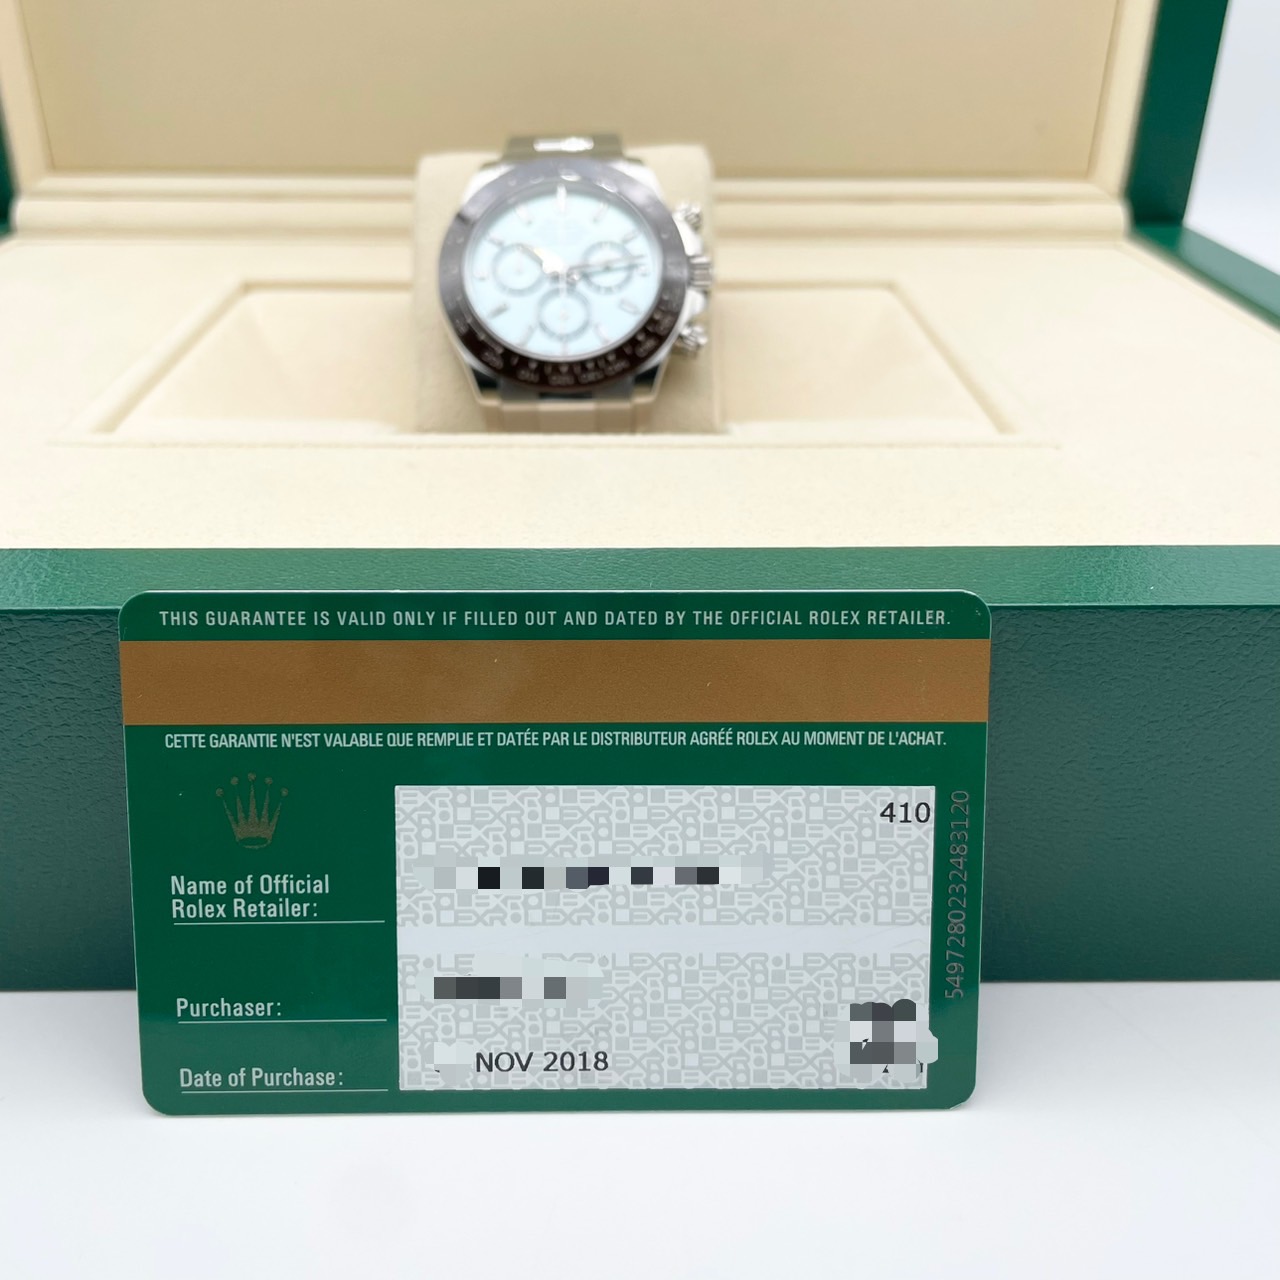 THIS GUARANTEE IS VALID ONLY IF FILLED OUT AND DATED BY THE OFFICIAL ROLEX RETAILER.
CETTE GARANTIE N'EST VALABLE QUE REMPLIE ET DATÉE PAR LE DISTRIBUTEUR AGRÉÉ ROLEX AU MOMENT DE L'ACHAT.
410
Name of Official
Rolex Retailer:
Purchaser:
Date of Purchase:
NOV 2018
5497280232483120